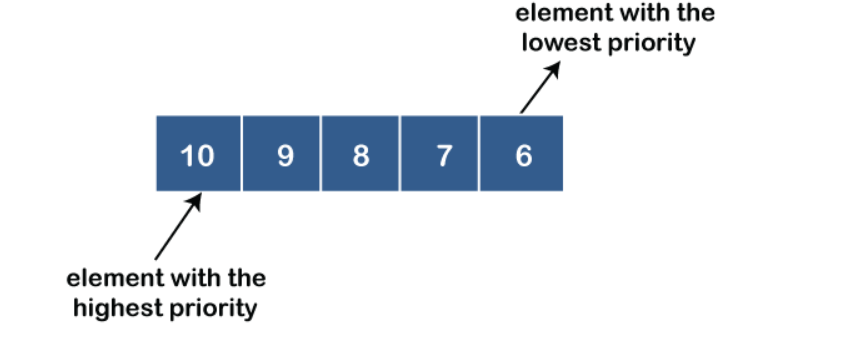 element with the
lowest priority
10 9 8 7 6
element with the
highest priority